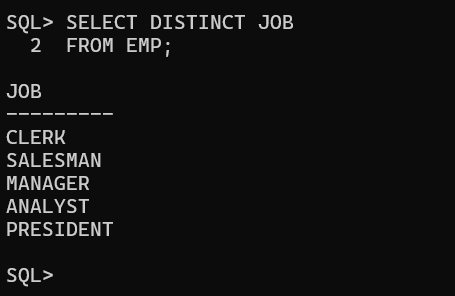 SQL> SELECT DISTINCT JOB
  2  FROM EMP;
JOB
---------
CLERK
SALESMAN
MANAGER
ANALYST
PRESIDENT
SQL>